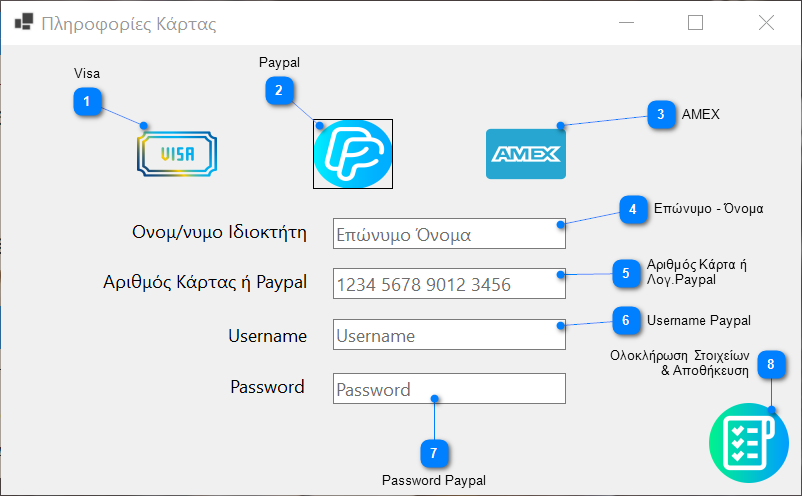 Πληροφορίες Κάρτας
Paypal
Visa
1
2
3
AMEX
VISA
AMEX
Ονομ/νυμο Ιδιοκτήτη
Επώνυμο Όνομα
4
Επώνυμο - Όνομα
Αριθμός Κάρτας ή Paypal
1234 5678 9012 3456
5
Αριθμός Κάρτα ή
Λογ.Paypal
Username
Username
6
Username Paypal
Ολοκλήρωση Στοιχείων
& Αποθήκευση
8
Password
Password
7
Password Paypal